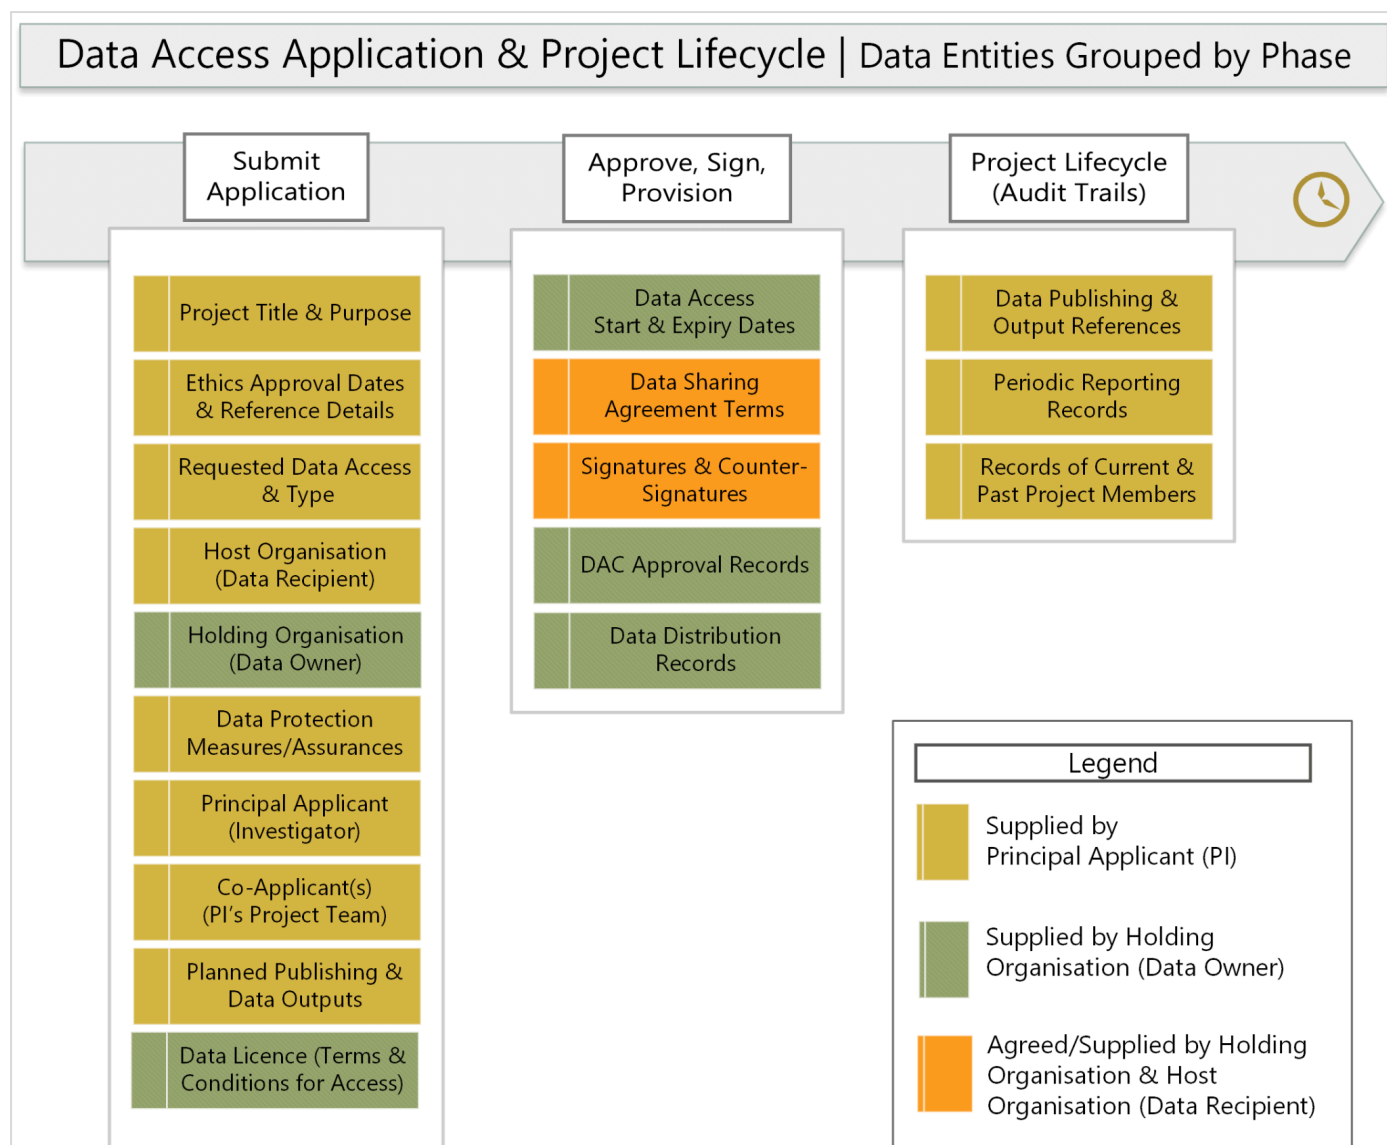 Data Access Application & Project Lifecycle | Data Entities Grouped by Phase
Submit
Application
Project Title & Purpose
Ethics Approval Dates
& Reference Details
Requested Data Access
& Type
Host Organisation
(Data Recipient)
Holding Organisation
(Data Owner)
Data Protection
Measures/Assurances
Principal Applicant
(Investigator)
Co-Applicant(s)
(PI's Project Team)
Planned Publishing &
Data Outputs
Data Licence (Terms &
Conditions for Access)
Approve, Sign,
Provision
Data Access
Start & Expiry Dates
Data Sharing
Agreement Terms
Signatures & Counter-
Signatures
DAC Approval Records
Data Distribution
Records
Project Lifecycle
(Audit Trails)
Data Publishing &
Output References
Periodic Reporting
Records
Records of Current &
Past Project Members
Legend
Supplied by
Principal Applicant (PI)
Supplied by Holding
Organisation (Data Owner)
Agreed/Supplied by Holding
Organisation & Host
Organisation (Data Recipient)